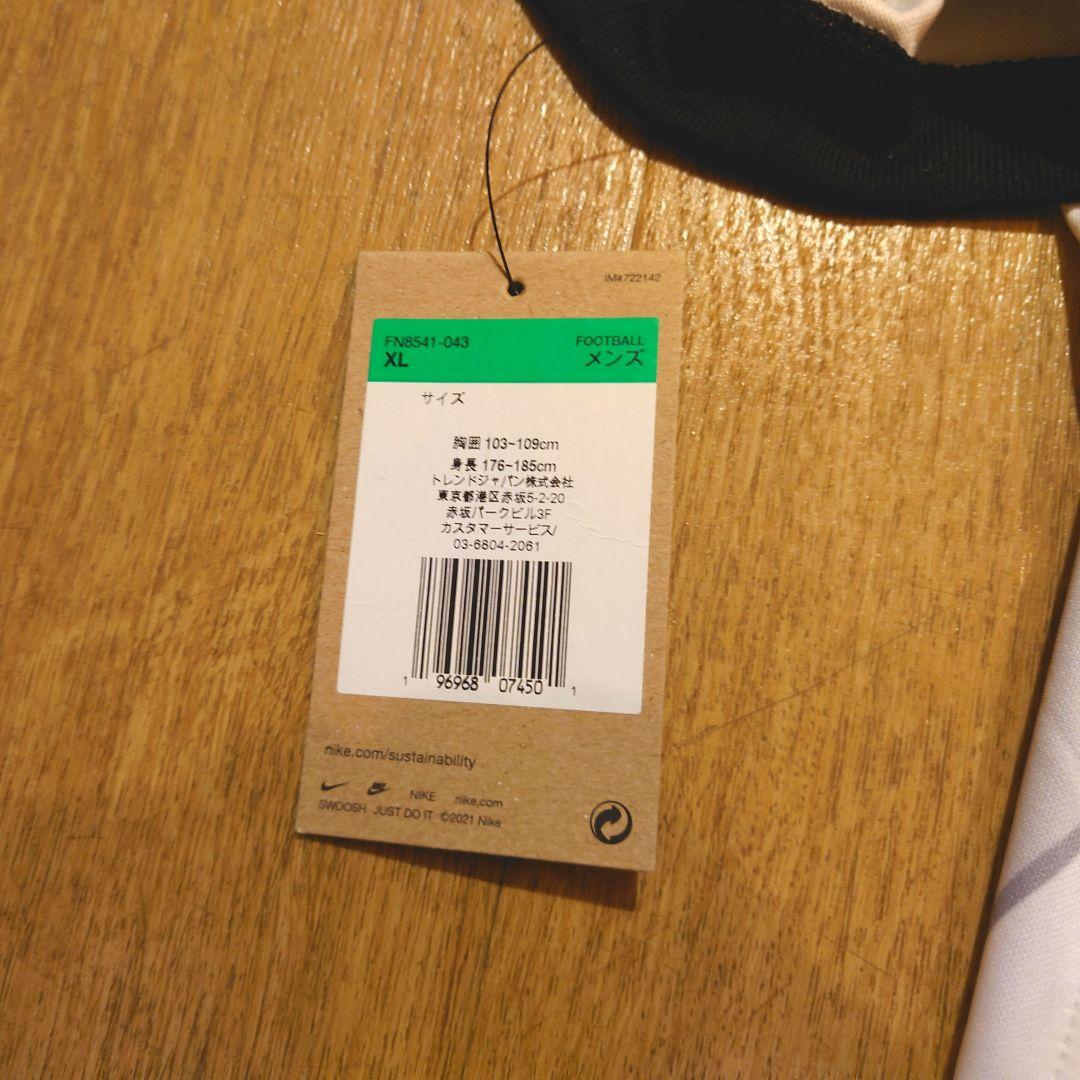 IM#722142
FN8541-043
FOOTBALL
XL
メンズ
サイズ
胸囲 103~109cm
身長 176~185cm
トレンドジャパン株式会社
東京都港区赤坂5-2-20
赤坂パークビル3F
カスタマーサービス/
03-6804-2061
1 96968 07450 1
nike.com/sustainability
NIKE nike.com
SWOOSH JUST DO IT ©2021 Nike